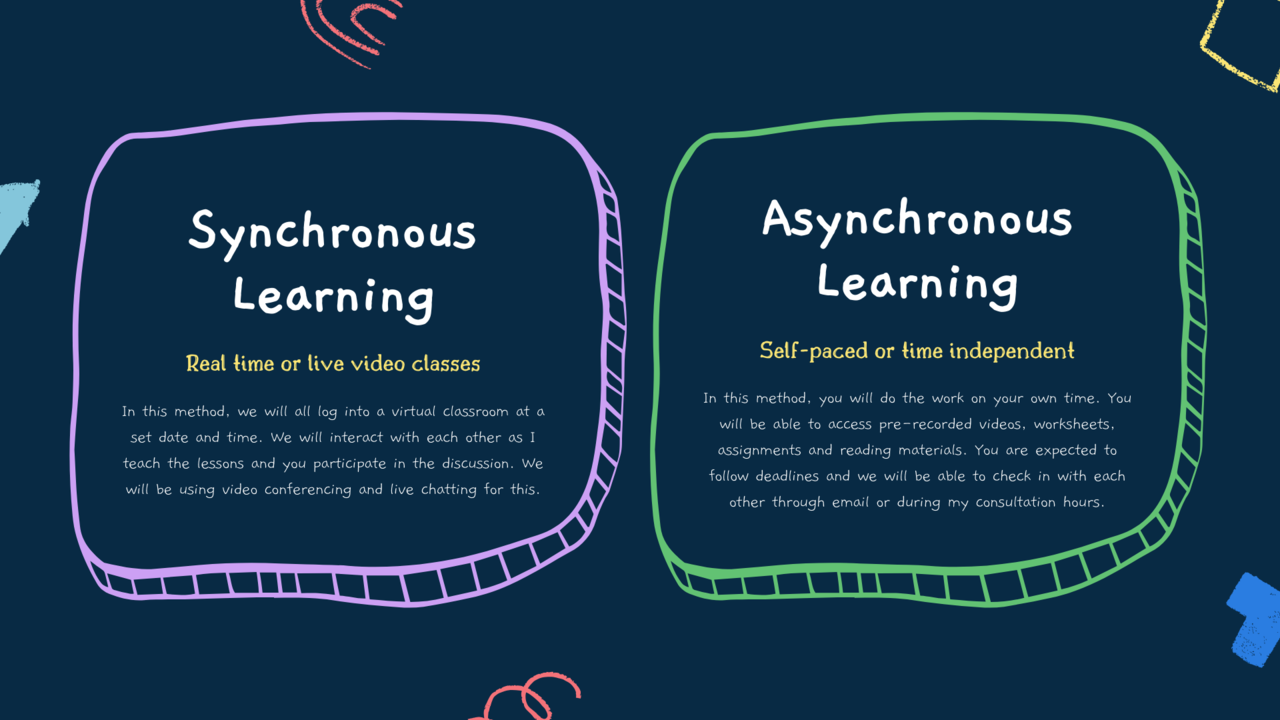 Synchronous
Learning
Real time or live video classes
In this method, we will all log into a virtual classroom at a
set date and time. We will interact with each other as I
teach the lessons and you participate in the discussion. We
will be using video conferencing and live chatting for this.
Asynchronous
Learning
Self-paced or time independent
In this method, you will do the work on your own time. You
will be able to access pre-recorded videos, worksheets,
assignments and reading materials. You are expected to
follow deadlines and we will be able to check in with each
other through email or during my consultation hours.